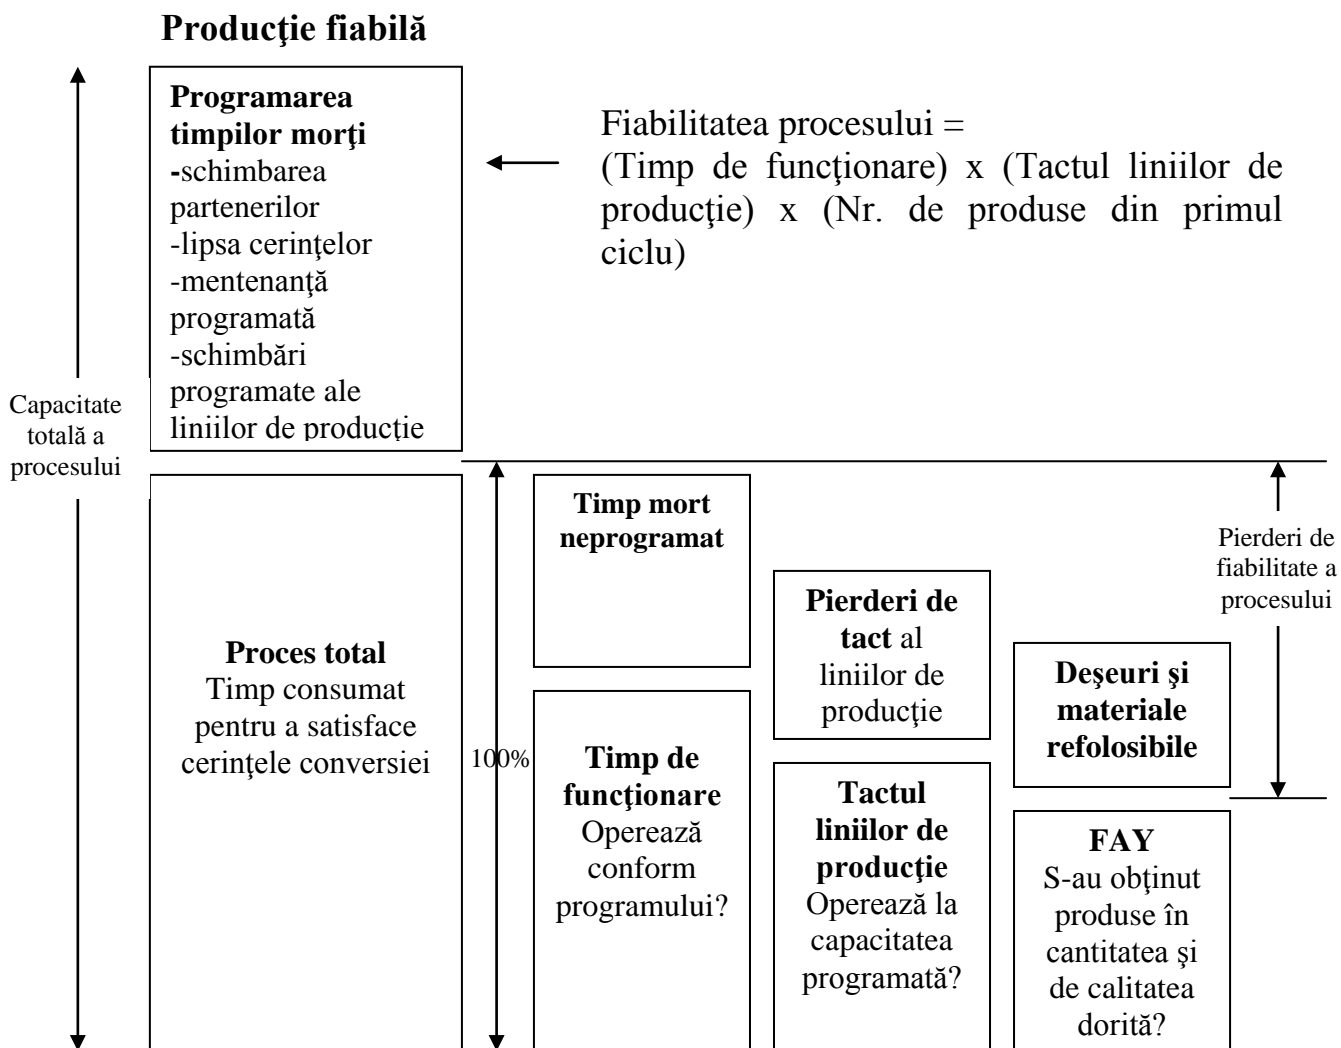 Producţie fiabilă
Programarea
timpilor morţi
-schimbarea
partenerilor
-lipsa cerinţelor
-mentenanţă
programată
-schimbări
programate ale
liniilor de producţie
Fiabilitatea procesului =
(Timp de funcţionare) x (Tactul liniilor de
producţie) x (Nr. de produse din primul
ciclu)
Capacitate
totală a
procesului
Proces total
Timp consumat
pentru a satisface
cerinţele conversiei
100%
Timp mort
neprogramat
Timp de
funcţionare
Operează
conform
programului?
Pierderi de
tact al
liniilor de
producţie
Tactul
liniilor de
producţie
Operează la
capacitatea
programată?
Deşeuri şi
materiale
refolosibile
FAY
S-au obţinut
produse în
cantitatea şi
de calitatea
dorită?
Pierderi de
fiabilitate a
procesului